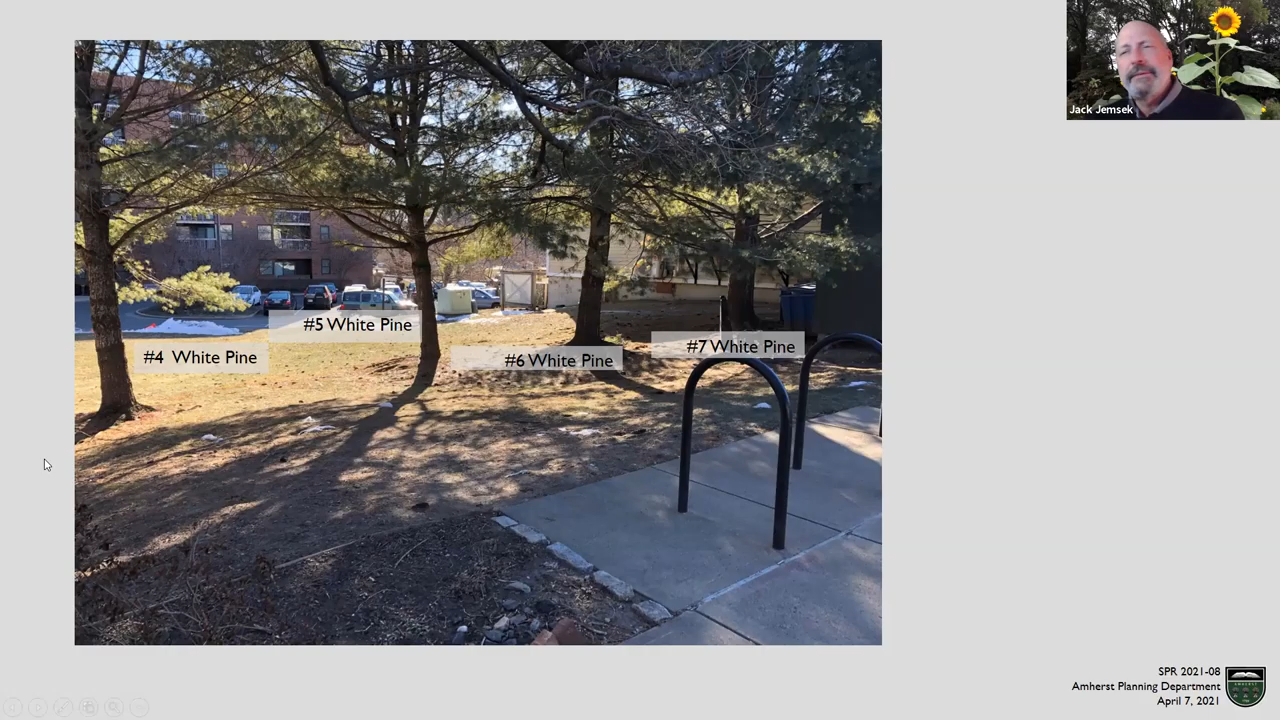 Jack Jemsek
#5 White Pine
#4 White Pine
#6 White Pine
#7 White Pine
SPR 2021-08
Amherst Planning Department
April 7, 2021